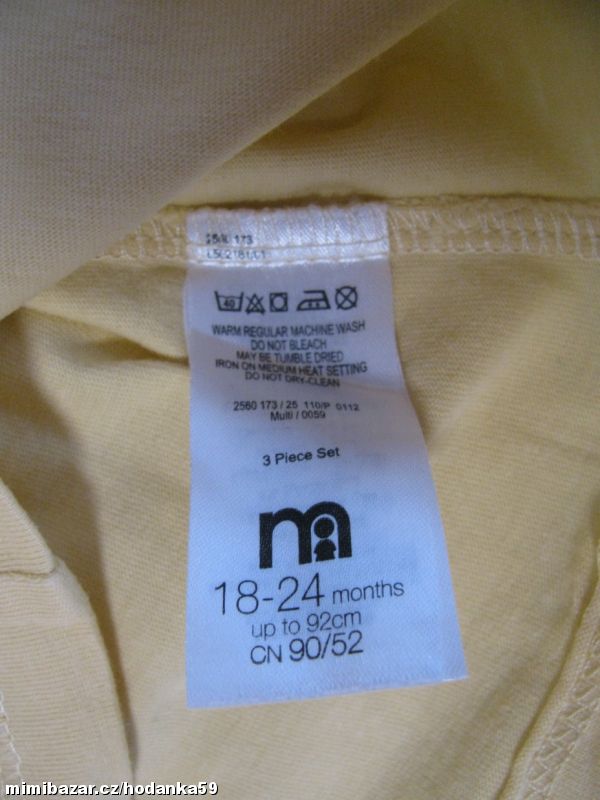 173
40
WARM REGULAR MACHINE WASH
DO NOT BLEACH
MAY BE TUMBLE DRIED
IRON ON MEDIUM HEAT SETTING
DO NOT DRY-CLEAN
2560 173 / 25 110/P 0112
Multi / 0059
3 Piece Set
m
18-24 months
up to 92cm
CN 90/52
mimibazar.cz/hodanka59